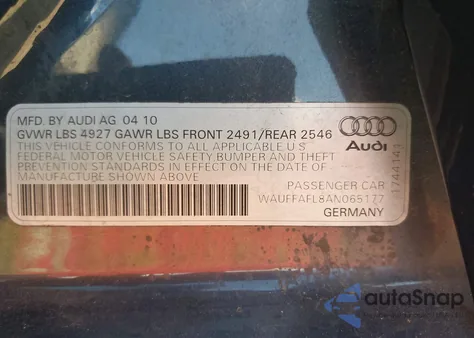 MFD. BY AUDI AG 04 10
GVWR LBS 4927 GAWR LBS FRONT 2491/REAR 2546
THIS VEHICLE CONFORMS TO ALL APPLICABLE U S
FEDERAL MOTOR VEHICLE SAFETY BUMPER AND THEFT
PREVENTION STANDARDS IN EFFECT ON THE DATE OF
MANUFACTURE SHOWN ABOVE
Audi
1744143
PASSENGER CAR
WAUFFAFL8AN065177
GERMANY
autoSnap